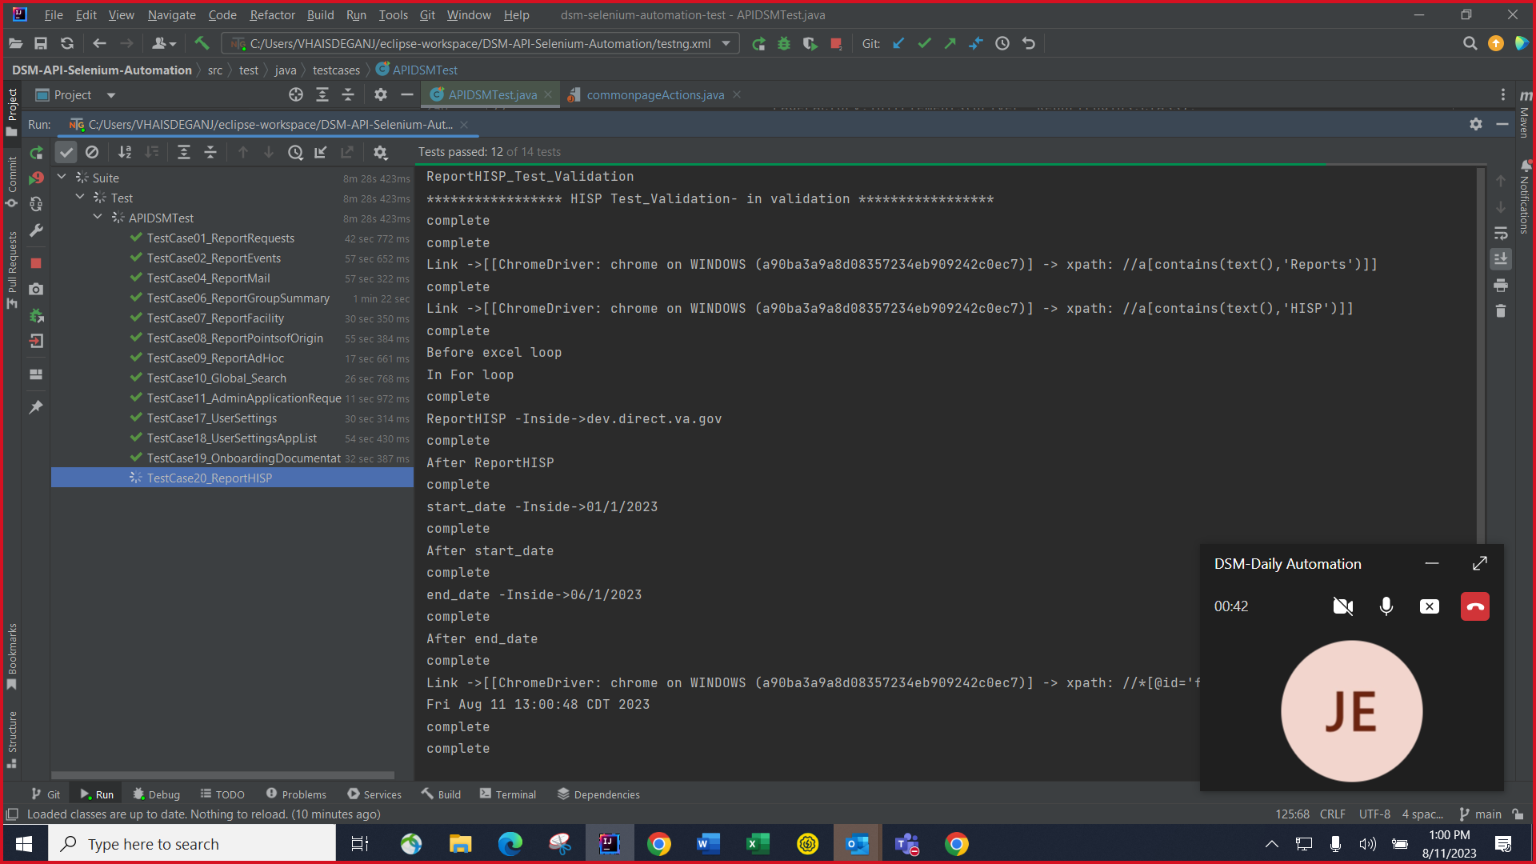 File Edit View Navigate Code Refactor Build Run Tools Git Window Help dsm-selenium-automation-test - APIDSMTest.java
C:/Users/VHAISDEGANJ/eclipse-workspace/DSM-API-Selenium-Automation/testng.xml Git:
DSM-API-Selenium-Automation src test java testcases APIDSMTest
Project APIDSMTest.java commonpageActions.java
Run: C:/Users/VHAISDEGANJ/eclipse-workspace/DSM-API-Selenium-Aut...
Tests passed: 12 of 14 tests
Suite 8m 28s 423ms
Test 8m 28s 423ms
APIDSMTest 8m 28s 423ms
TestCase01_ReportRequests 42 sec 772 ms
TestCase02_ReportEvents 57 sec 652 ms
TestCase04_ReportMail 57 sec 322 ms
TestCase06_ReportGroupSummary 1 min 22 sec
TestCase07_ReportFacility 30 sec 350 ms
TestCase08_ReportPointsofOrigin 55 sec 384 ms
TestCase09_ReportAdHoc 17 sec 661 ms
TestCase10_Global_Search 26 sec 768 ms
TestCase11_AdminApplicationReque 11 sec 972 ms
TestCase17_UserSettings 30 sec 314 ms
TestCase18_UserSettingsAppList 54 sec 430 ms
TestCase19_OnboardingDocumentat 32 sec 387 ms
TestCase20_ReportHISP
ReportHISP_Test_Validation
***************** HISP Test_Validation- in validation *****************
complete
complete
Link ->[[ChromeDriver: chrome on WINDOWS (a90ba3a9a8d08357234eb909242c0ec7)] -> xpath: //a[contains(text(),'Reports')]]
complete
Link ->[[ChromeDriver: chrome on WINDOWS (a90ba3a9a8d08357234eb909242c0ec7)] -> xpath: //a[contains(text(),'HISP')]]
complete
Before excel loop
In For loop
complete
ReportHISP -Inside->dev.direct.va.gov
complete
After ReportHISP
complete
start_date -Inside->01/1/2023
complete
After start_date
complete
end_date -Inside->06/1/2023
complete
After end_date
complete
Link ->[[ChromeDriver: chrome on WINDOWS (a90ba3a9a8d08357234eb909242c0ec7)] -> xpath: //*[@id='f
Fri Aug 11 13:00:48 CDT 2023
complete
complete
Project
Commit
Pull Requests
Bookmarks
Structure
Maven
Notifications
DSM-Daily Automation
00:42
JE
Git Run Debug TODO Problems Services Build Terminal Dependencies
Loaded classes are up to date. Nothing to reload. (10 minutes ago) 125:68 CRLF UTF-8 4 spac... main
Type here to search
1:00 PM
8/11/2023